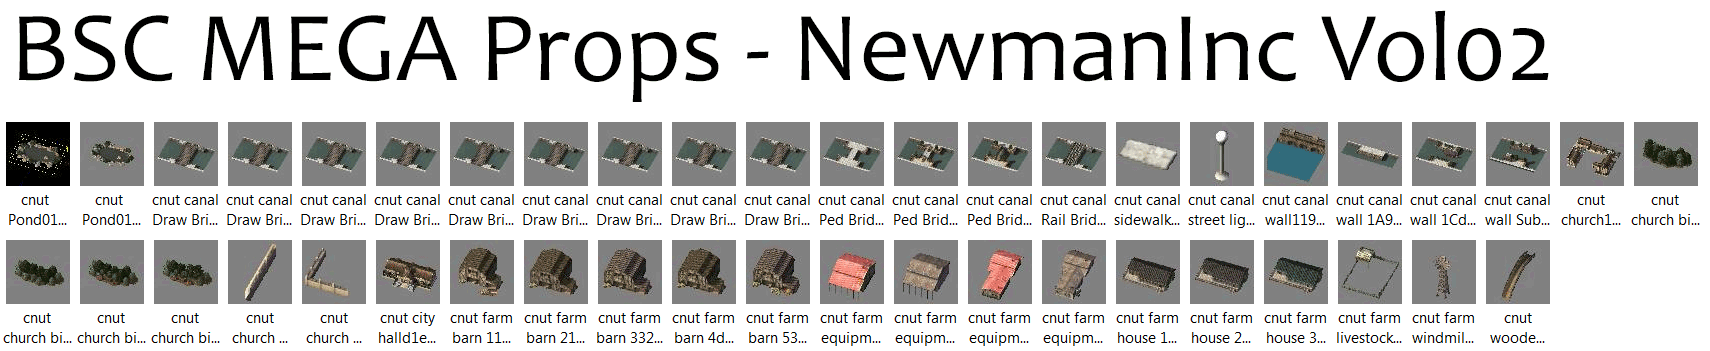 BSC MEGA Props - NewmanInc Vol02
cnut cnut cnut canal cnut canal cnut canal cnut canal cnut canal cnut canal cnut canal cnut canal cnut canal cnut canal cnut canal cnut canal cnut canal cnut canal cnut canal cnut canal cnut canal cnut canal cnut canal cnut cnut
Pond01... Pond01... Draw Bri... Draw Bri... Draw Bri... Draw Bri... Draw Bri... Draw Bri... Draw Bri... Draw Bri... Draw Bri... Ped Brid... Ped Brid... Ped Brid... Rail Brid... sidewalk... street lig... wall119... wall 1A9... wall 1Cd... wall Sub... church1... church bi...
cnut cnut cnut cnut cnut cnut city cnut farm cnut farm cnut farm cnut farm cnut farm cnut farm cnut farm cnut farm cnut farm cnut farm cnut farm cnut farm cnut farm cnut farm cnut
church bi... church bi... church bi... church ... church ... halld1e... barn 11... barn 21... barn 332... barn 4d... barn 53... equipm... equipm... equipm... equipm... house 1... house 2... house 3... livestock... windmil... woode...